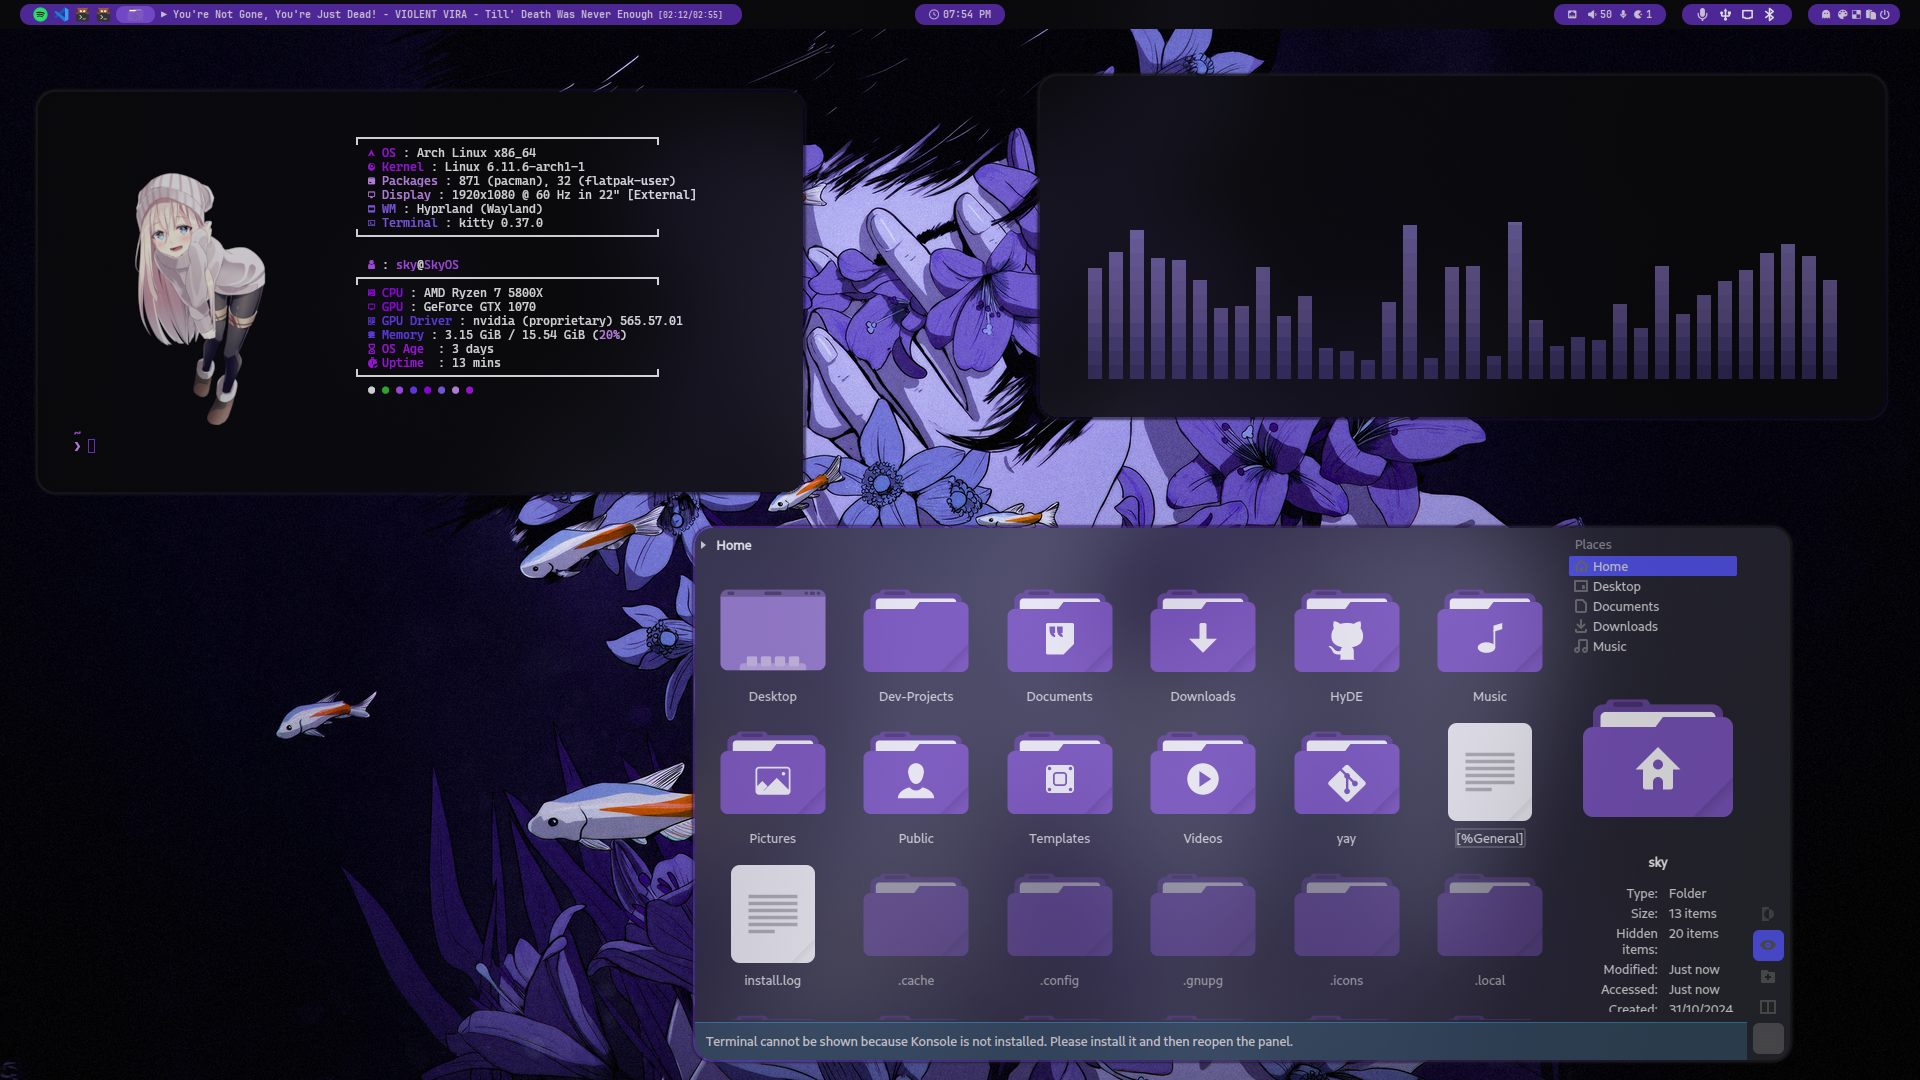 You're Not Gone, You're Just Dead! - VIOLENT VIRA - Till' Death Was Never Enough [02:12/02:55]
07:54 PM
50
1
OS : Arch Linux x86_64
Kernel : Linux 6.11.6-arch1-1
Packages : 871 (pacman), 32 (flatpak-user)
Display : 1920x1080 @ 60 Hz in 22" [External]
WM : Hyprland (Wayland)
Terminal : kitty 0.37.0
: sky@SkyOS
CPU : AMD Ryzen 7 5800X
GPU : GeForce GTX 1070
GPU Driver : nvidia (proprietary) 565.57.01
Memory : 3.15 GiB / 15.54 GiB (20%)
OS Age : 3 days
Uptime : 13 mins
~
❯
Home
Desktop
Dev-Projects
Documents
Downloads
HyDE
Music
Pictures
Public
Templates
Videos
yay
[%General]
install.log
.cache
.config
.gnupg
.icons
.local
Places
Home
Desktop
Documents
Downloads
Music
sky
Type: Folder
Size: 13 items
Hidden items: 20 items
Modified: Just now
Accessed: Just now
Created: 31/10/2024
Terminal cannot be shown because Konsole is not installed. Please install it and then reopen the panel.